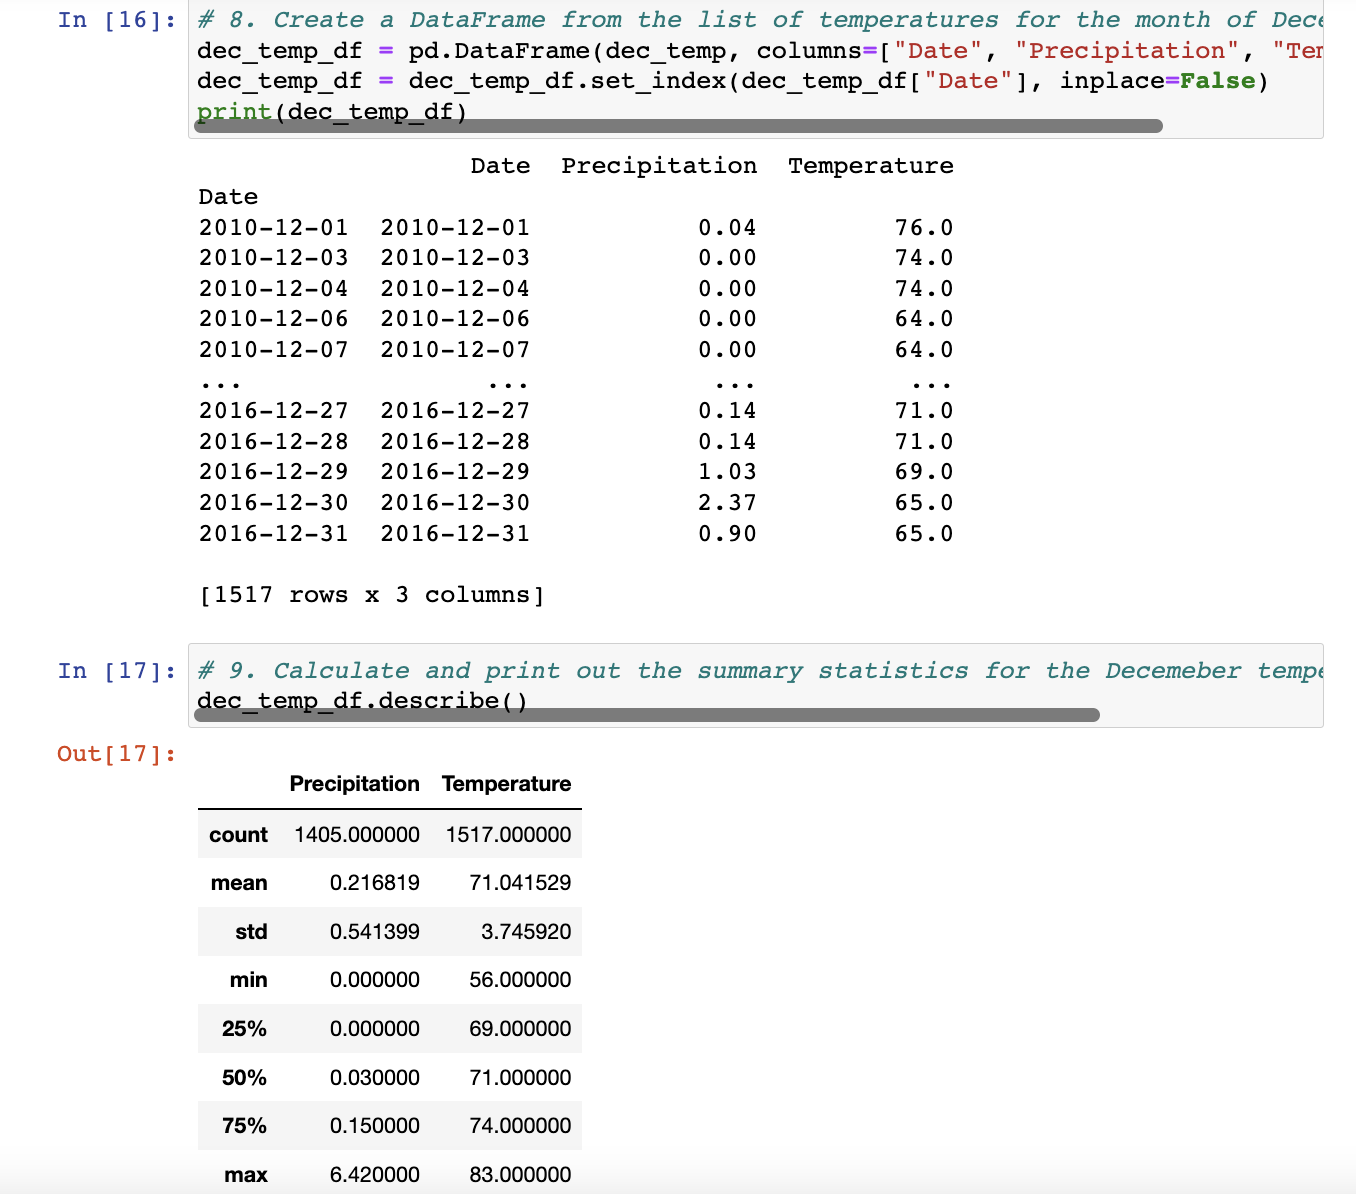 In [16]: # 8. Create a DataFrame from the list of temperatures for the month of Dece
dec_temp_df = pd.DataFrame(dec_temp, columns=["Date", "Precipitation", "Tem
dec_temp_df = dec_temp_df.set_index(dec_temp_df["Date"], inplace=False)
print(dec_temp_df)
Date Precipitation Temperature
Date
2010-12-01 2010-12-01 0.04 76.0
2010-12-03 2010-12-03 0.00 74.0
2010-12-04 2010-12-04 0.00 74.0
2010-12-06 2010-12-06 0.00 64.0
2010-12-07 2010-12-07 0.00 64.0
... ... ... ...
2016-12-27 2016-12-27 0.14 71.0
2016-12-28 2016-12-28 0.14 71.0
2016-12-29 2016-12-29 1.03 69.0
2016-12-30 2016-12-30 2.37 65.0
2016-12-31 2016-12-31 0.90 65.0
[1517 rows x 3 columns]
In [17]: # 9. Calculate and print out the summary statistics for the Decemeber tempe
dec_temp_df.describe()
Out[17]:
Precipitation Temperature
count 1405.000000 1517.000000
mean 0.216819 71.041529
std 0.541399 3.745920
min 0.000000 56.000000
25% 0.000000 69.000000
50% 0.030000 71.000000
75% 0.150000 74.000000
max 6.420000 83.000000